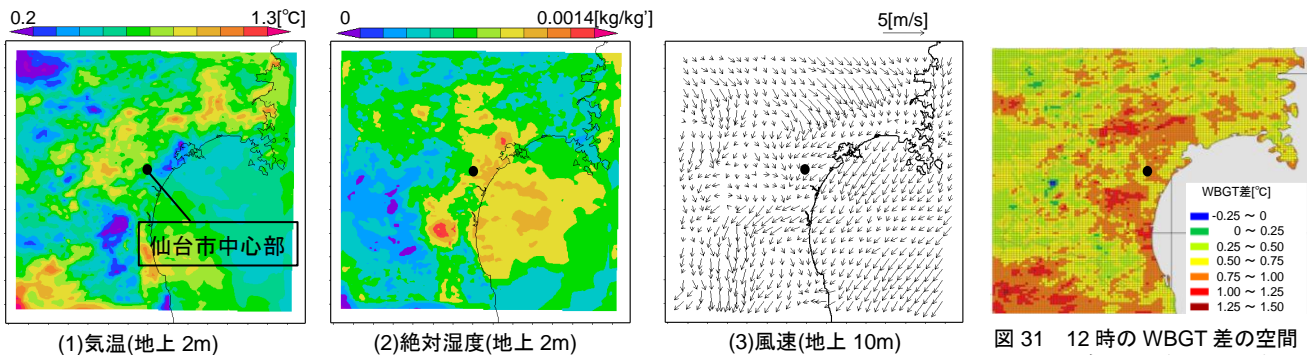 0.2
1.3[℃]
0
0.0014[kg/kg']
5[m/s]
仙台市中心部
WBGT差[℃]
-0.25 ～ 0
0 ～ 0.25
0.25 ～ 0.50
0.50 ～ 0.75
0.75 ～ 1.00
1.00 ～ 1.25
1.25 ～ 1.50
(1)気温(地上 2m)
(2)絶対湿度(地上 2m)
(3)風速(地上 10m)
図 31 12 時の WBGT 差の空間